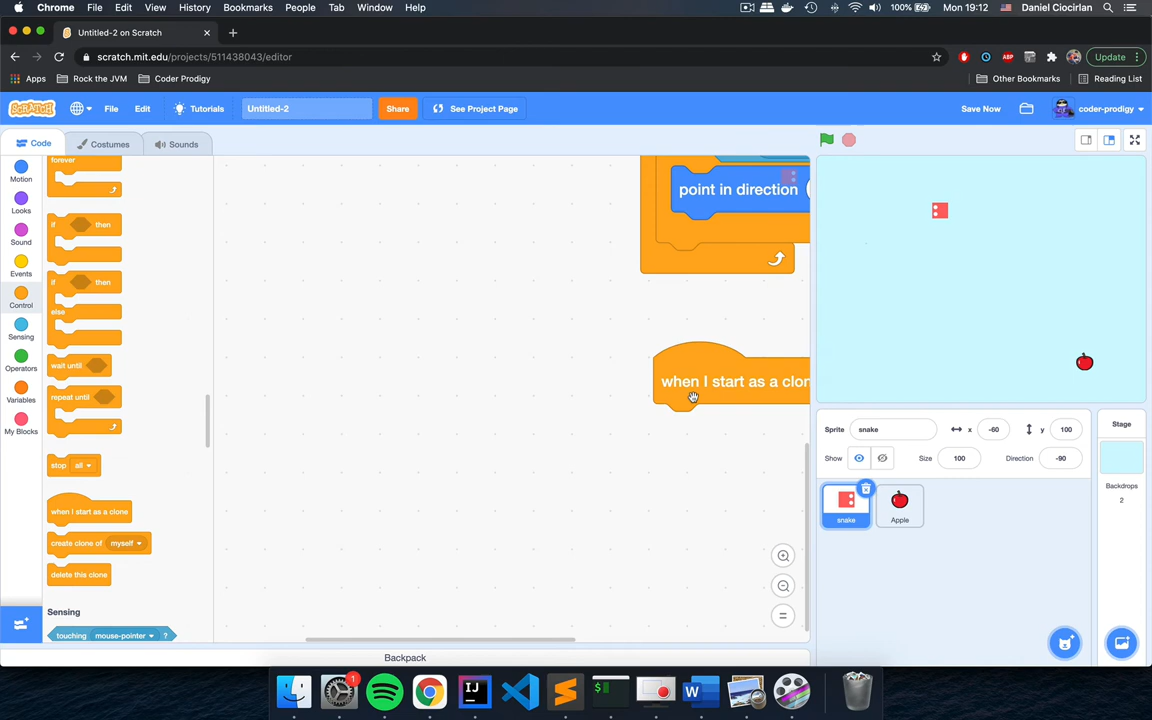 Chrome File Edit View History Bookmarks People Tab Window Help 100% Mon 19:12 Daniel Ciocirlan
Untitled-2 on Scratch
scratch.mit.edu/projects/511438043/editor ABP Update
Apps Rock the JVM Coder Prodigy Other Bookmarks Reading List
SCRATCH File Edit Tutorials Untitled-2 Share See Project Page Save Now coder-prodigy
Code Costumes Sounds
Motion
Looks
Sound
Events
Control
Sensing
Operators
Variables
My Blocks
forever
if then
if then
else
wait until
repeat until
stop all
when I start as a clone
create clone of myself
delete this clone
Sensing
touching mouse-pointer ?
point in direction
when I start as a clon
Sprite snake x -60 y 100
Show Size 100 Direction -90
snake
Apple
Stage
Backdrops
2
Backpack
1